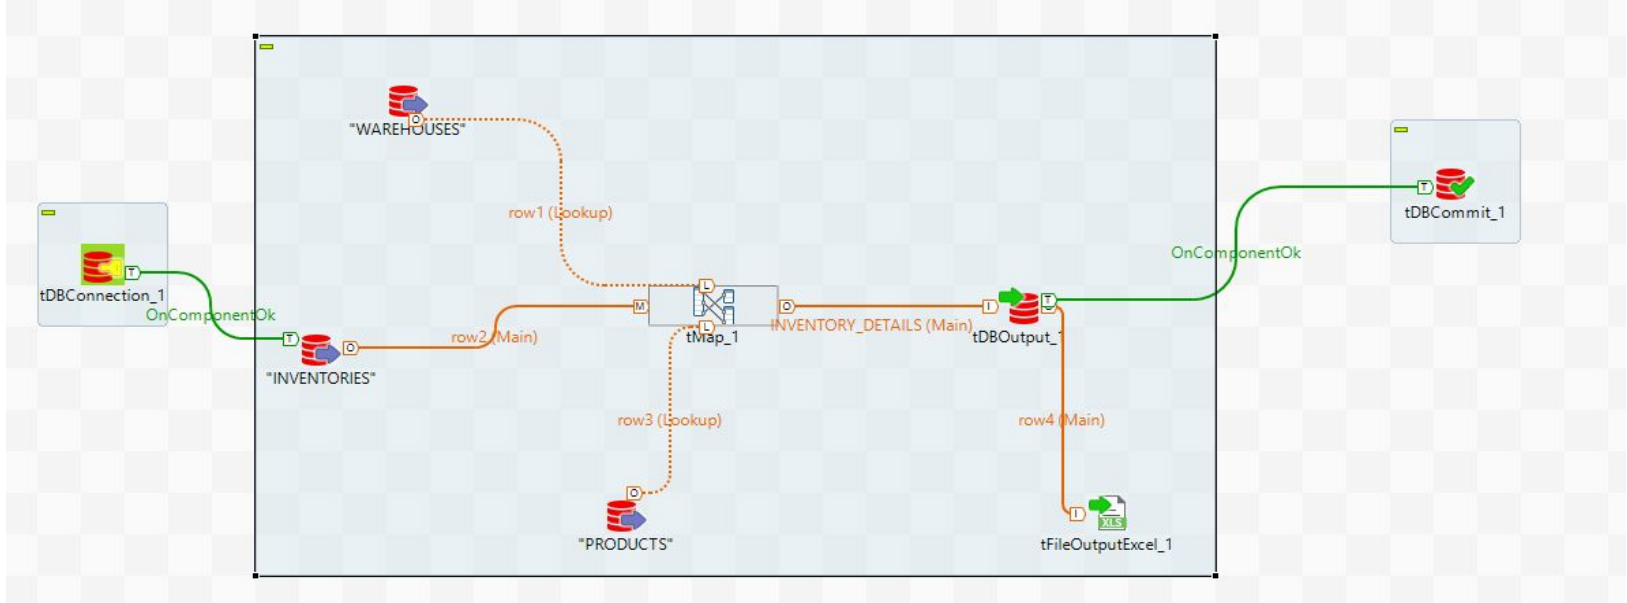 "WAREHOUSES"
row1 (Lookup)
tDBConnection_1
OnComponentOk
"INVENTORIES"
row2 (Main)
tMap_1
INVENTORY_DETAILS (Main)
tDBOutput_1
OnComponentOk
tDBCommit_1
row3 (Lookup)
row4 (Main)
"PRODUCTS"
XLS
tFileOutputExcel_1
O
L
T
T
O
M
L
O
I
T
T
O
I